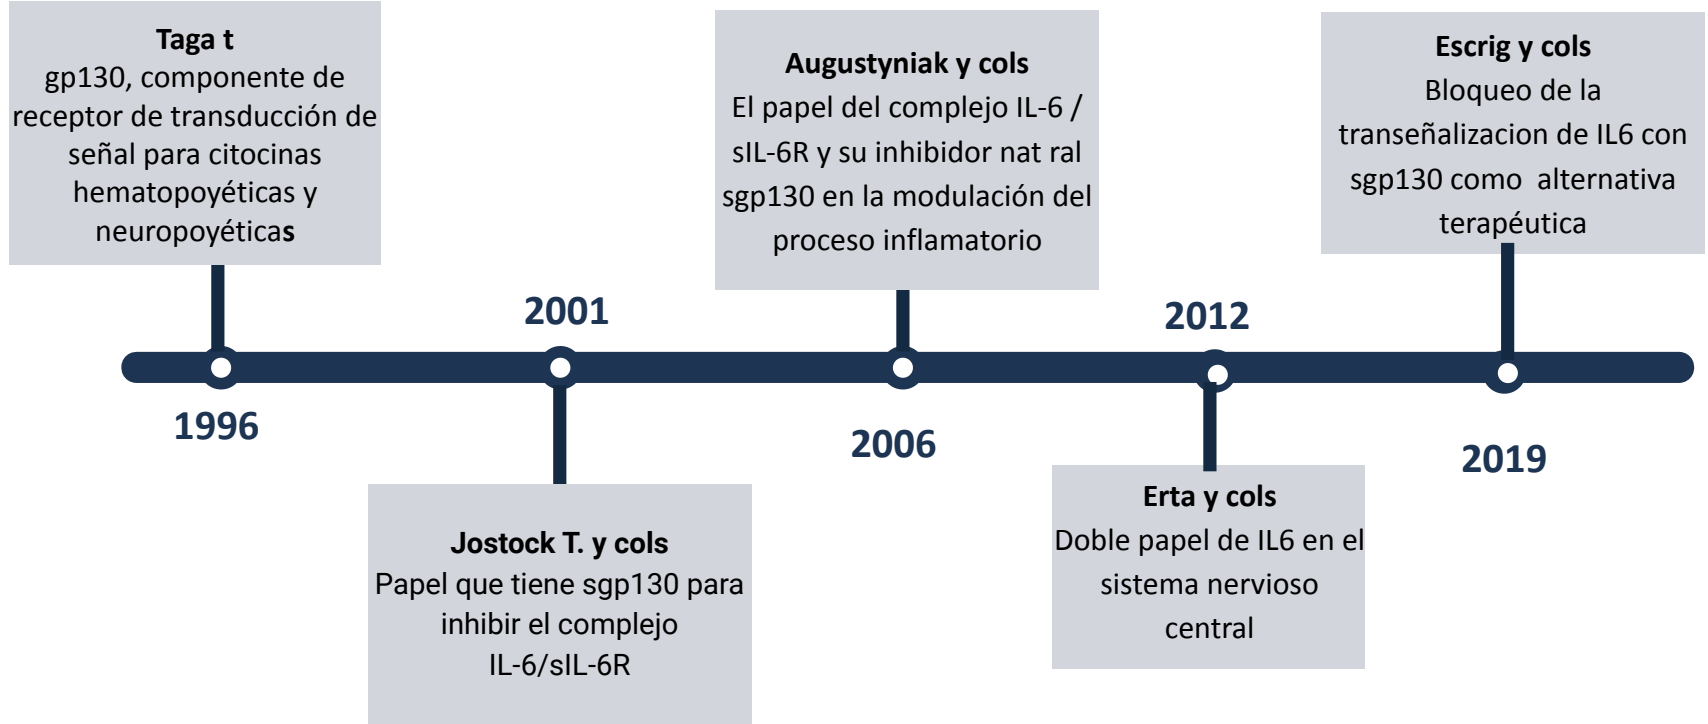 Taga t
gp130, componente de
receptor de transducción de
señal para citocinas
hematopoyéticas y
neuropoyéticas
1996
2001
Jostock T. y cols
Papel que tiene sgp130 para
inhibir el complejo
IL-6/sIL-6R
Augustyniak y cols
El papel del complejo IL-6 /
sIL-6R y su inhibidor nat ral
sgp130 en la modulación del
proceso inflamatorio
2006
2012
Erta y cols
Doble papel de IL6 en el
sistema nervioso
central
Escrig y cols
Bloqueo de la
transeñalizacion de IL6 con
sgp130 como alternativa
terapéutica
2019